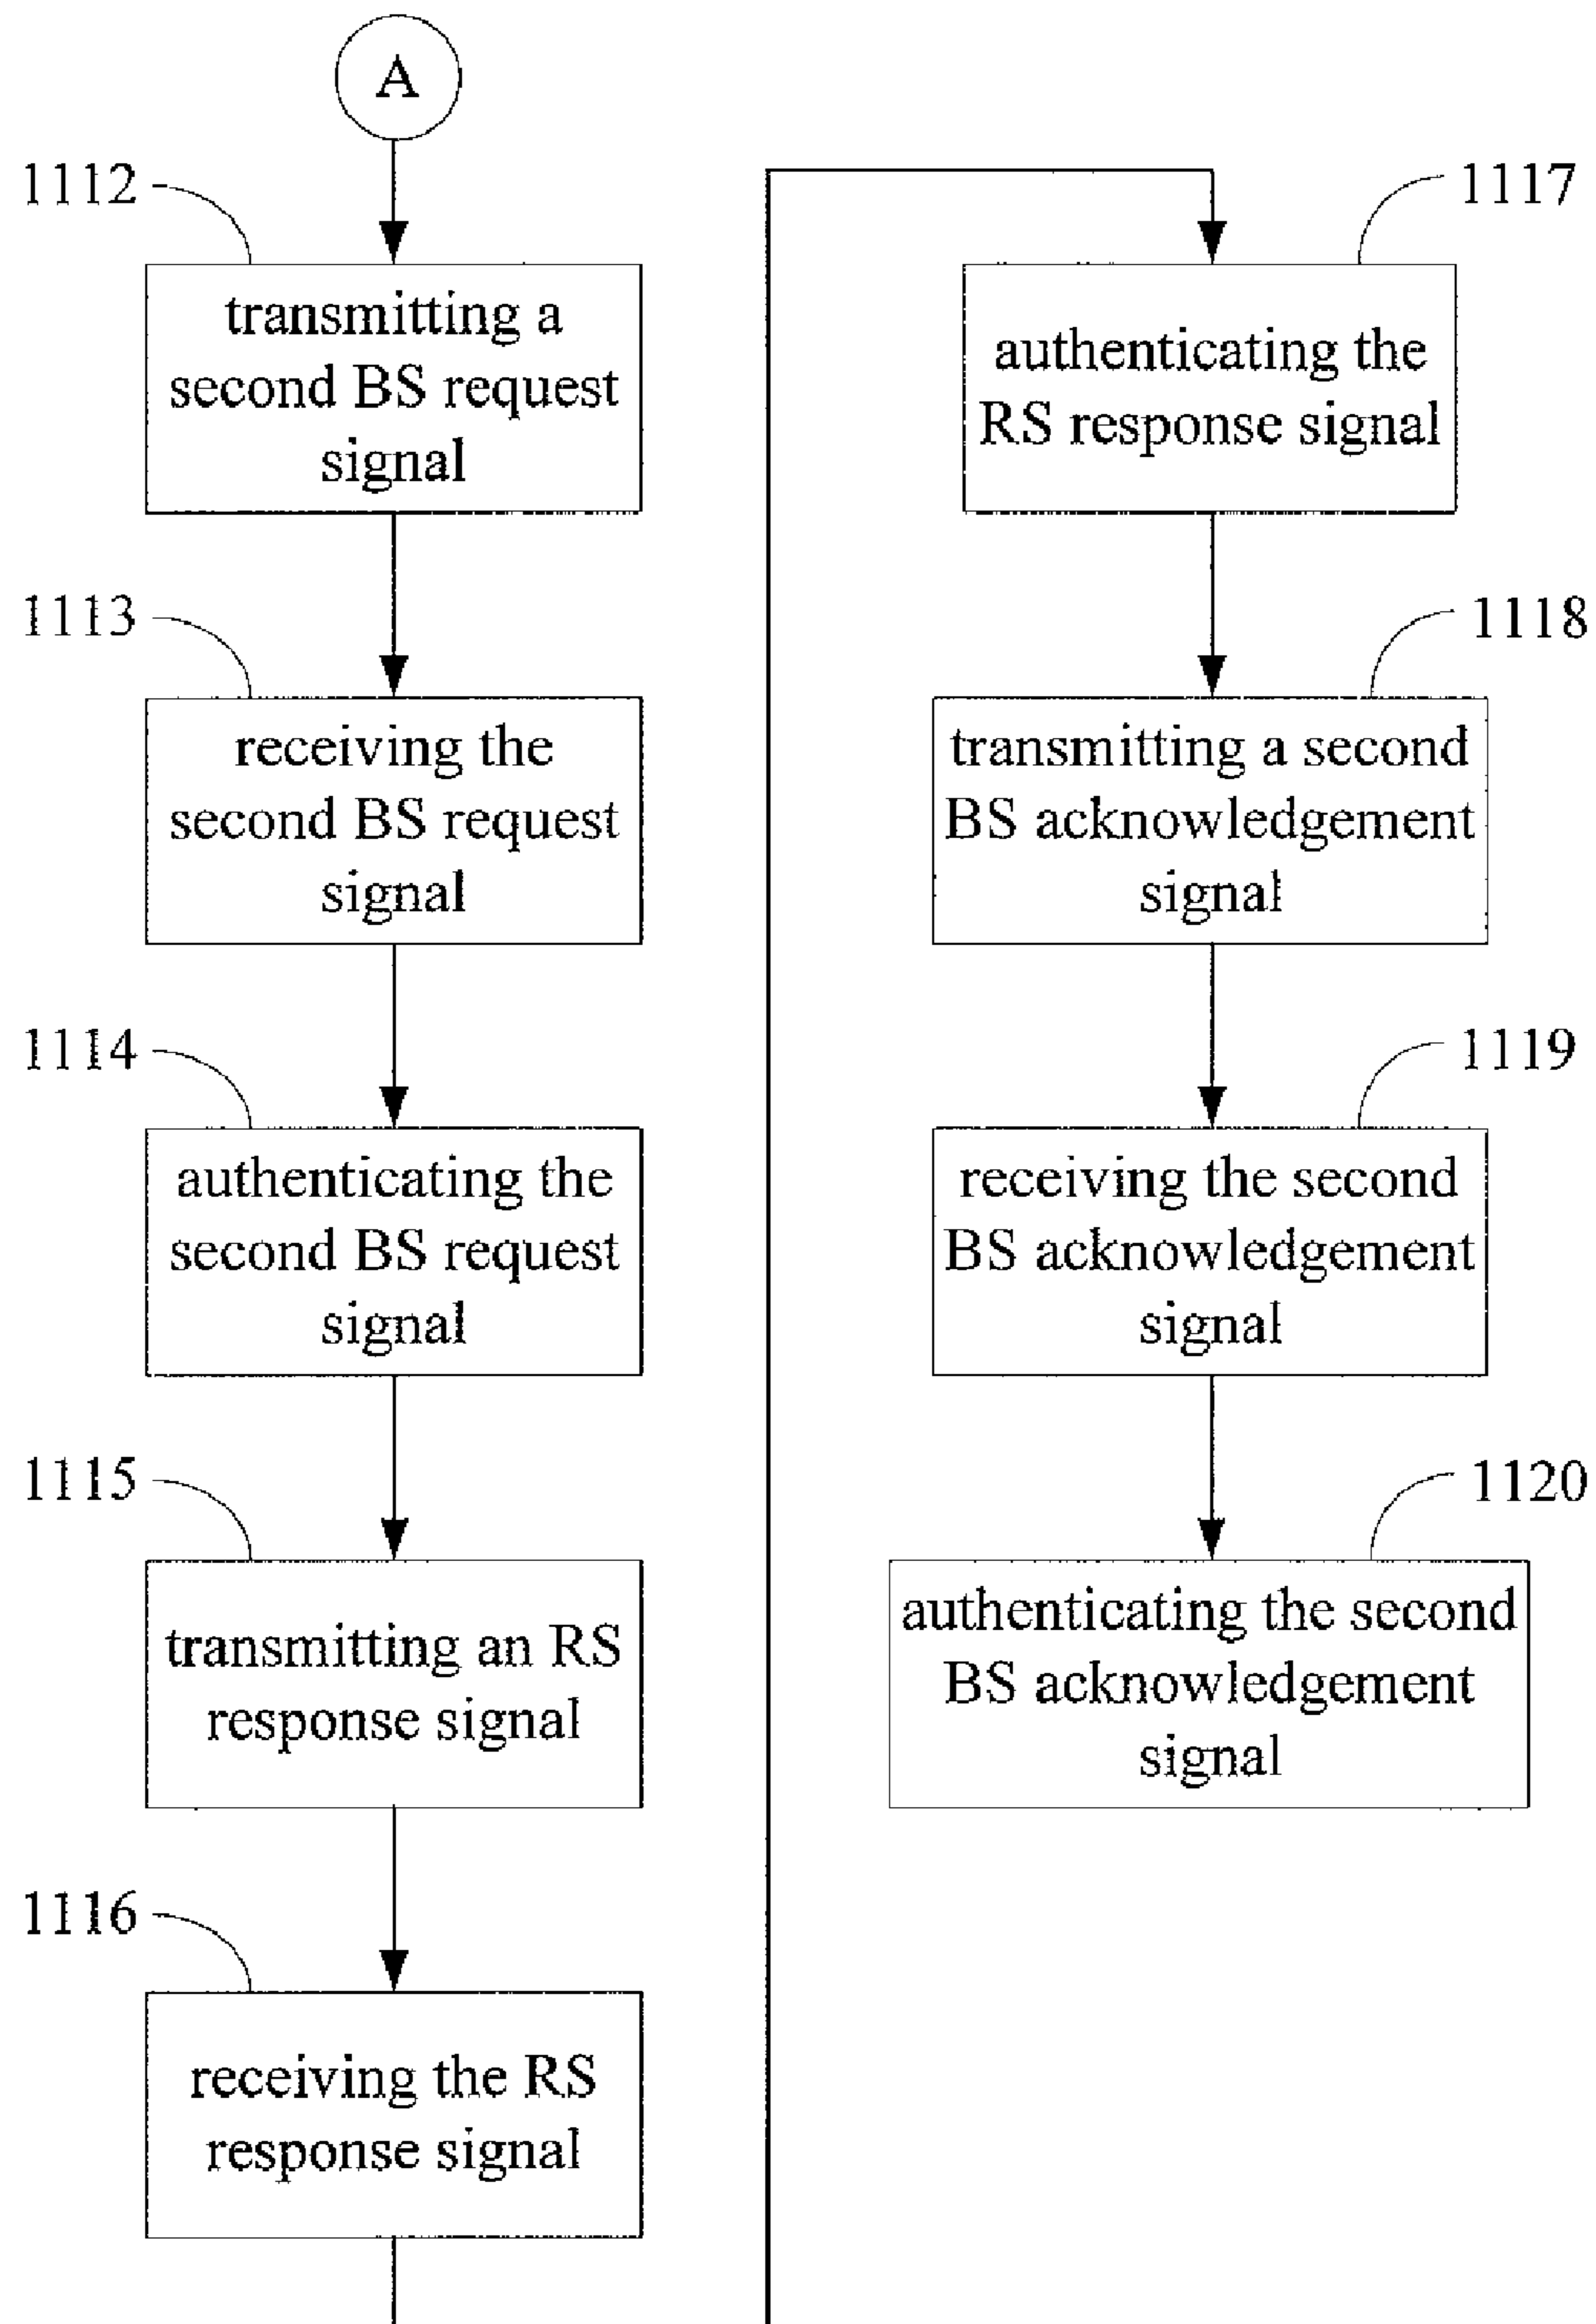 A
1112
transmitting a
second BS request
signal
1113
receiving the
second BS request
signal
1114
authenticating the
second BS request
signal
1115
transmitting an RS
response signal
1116
receiving the RS
response signal
1117
authenticating the
RS response signal
1118
transmitting a second
BS acknowledgement
signal
1119
receiving the second
BS acknowledgement
signal
1120
authenticating the second
BS acknowledgement
signal